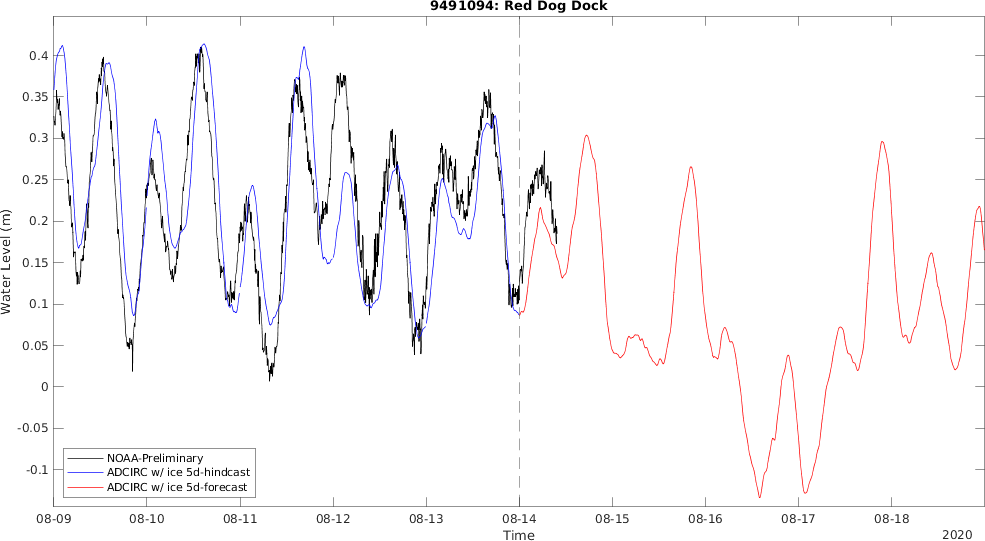 9491094: Red Dog Dock
0.4
0.35
0.3
0.25
0.2
0.15
0.1
0.05
0
-0.05
-0.1
Water Level (m)
NOAA-Preliminary
ADCIRC w/ ice 5d-hindcast
ADCIRC w/ ice 5d-forecast
08-09 08-10 08-11 08-12 08-13 08-14 08-15 08-16 08-17 08-18
Time
2020